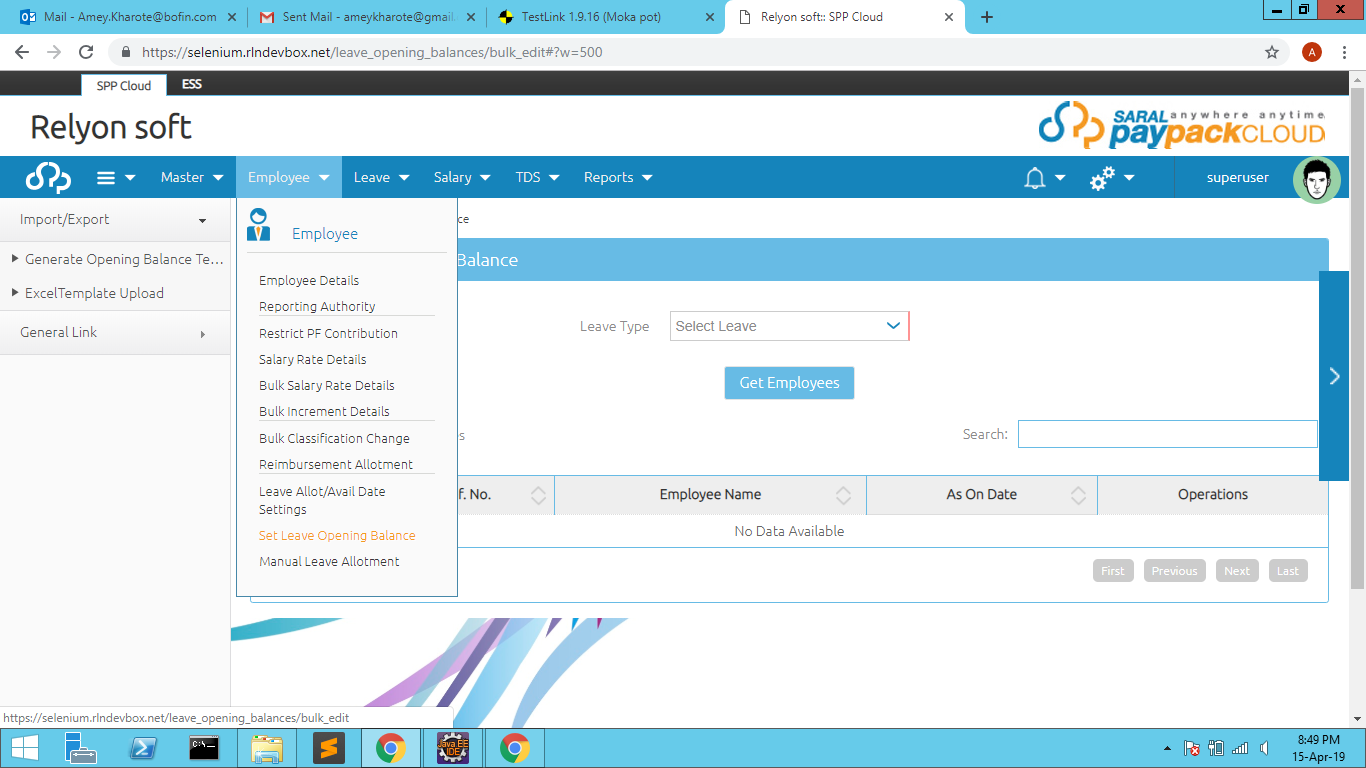 Mail - Amey.Kharote@bofin.com
Sent Mail - ameykharote@gmail.
TestLink 1.9.16 (Moka pot)
Relyon soft:: SPP Cloud
https://selenium.rlndevbox.net/leave_opening_balances/bulk_edit#?w=500
A
SPP Cloud
ESS
Relyon soft
SARAL anywhere anytime
paypackCLOUD
Master
Employee
Leave
Salary
TDS
Reports
superuser
Import/Export
Generate Opening Balance Te...
ExcelTemplate Upload
General Link
Employee
Employee Details
Reporting Authority
Restrict PF Contribution
Salary Rate Details
Bulk Salary Rate Details
Bulk Increment Details
Bulk Classification Change
Reimbursement Allotment
Leave Allot/Avail Date
Settings
Set Leave Opening Balance
Manual Leave Allotment
ce
Balance
Leave Type
Select Leave
Get Employees
es
Search:
f. No.
Employee Name
As On Date
Operations
No Data Available
First
Previous
Next
Last
https://selenium.rlndevbox.net/leave_opening_balances/bulk_edit
C:\_
Java EE
IDE
8:49 PM
15-Apr-19